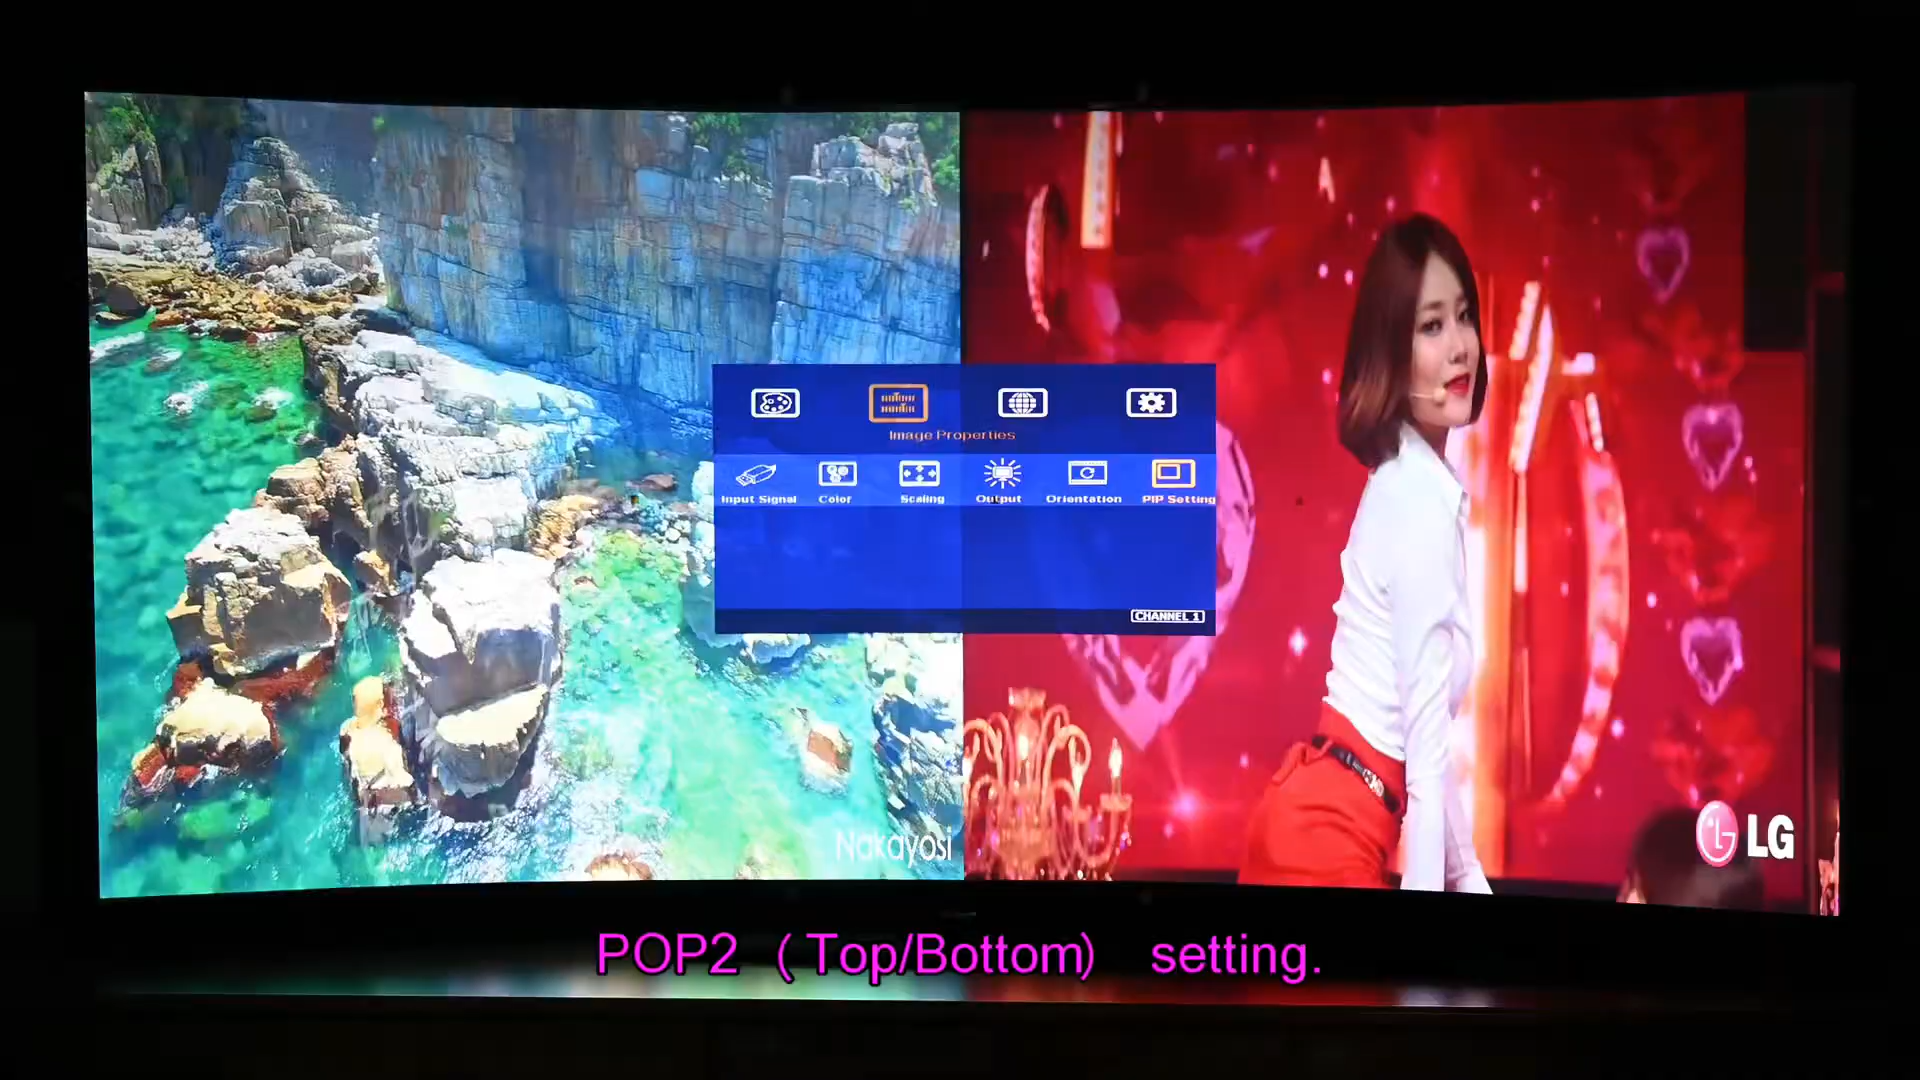 Image Properties
Input Signal Color Scaling Output Orientation PIP Setting
CHANNEL 1
Nakayosi
LG
POP2 (Top/Bottom) setting.